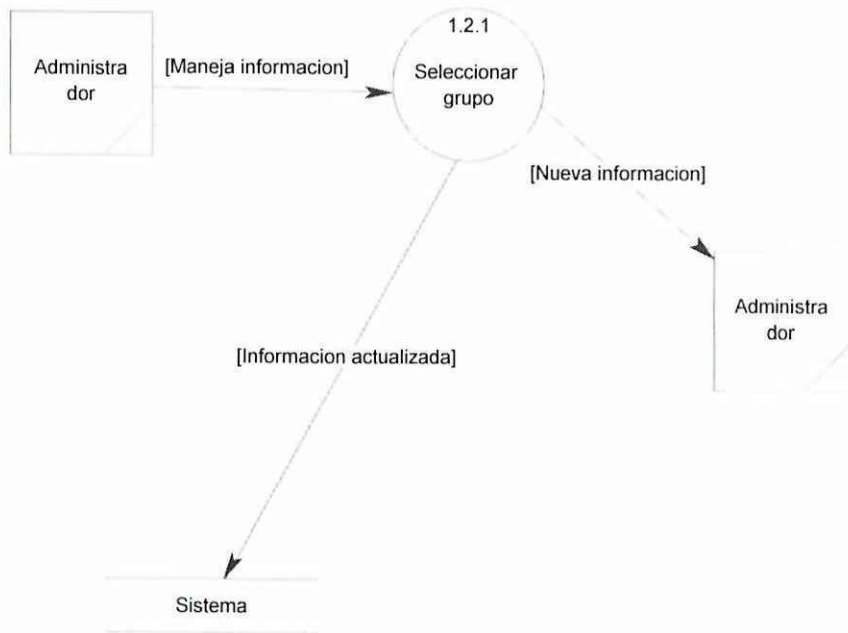 1.2.1
Administra
dor
[Maneja informacion]
Seleccionar
grupo
[Nueva informacion]
Administra
dor
[Informacion actualizada]
Sistema